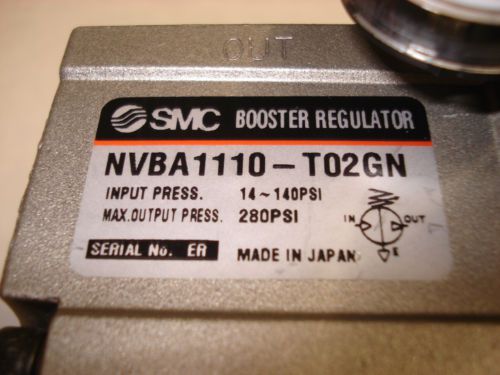 OUT
SMC BOOSTER REGULATOR
NVBA1110-T02GN
INPUT PRESS. 14~140PSI
MAX.OUTPUT PRESS. 280PSI
IN OUT
E
SERIAL No. ER MADE IN JAPAN